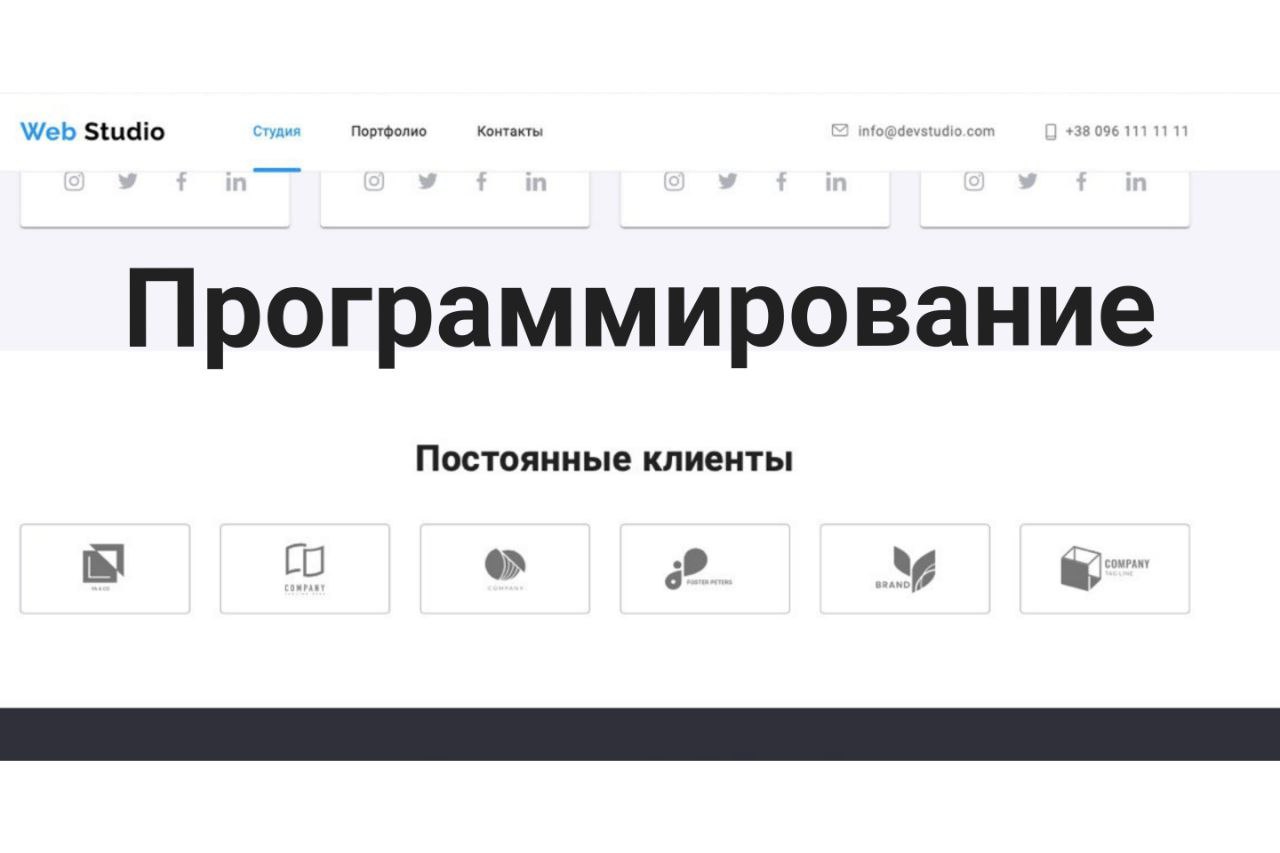 Web Studio
Студия
Портфолио
Контакты
info@devstudio.com
+38 096 111 11 11
Программирование
Постоянные клиенты
COMPANY
COMPANY
FOSTER PETERS
BRAND
COMPANY
TAG LINE